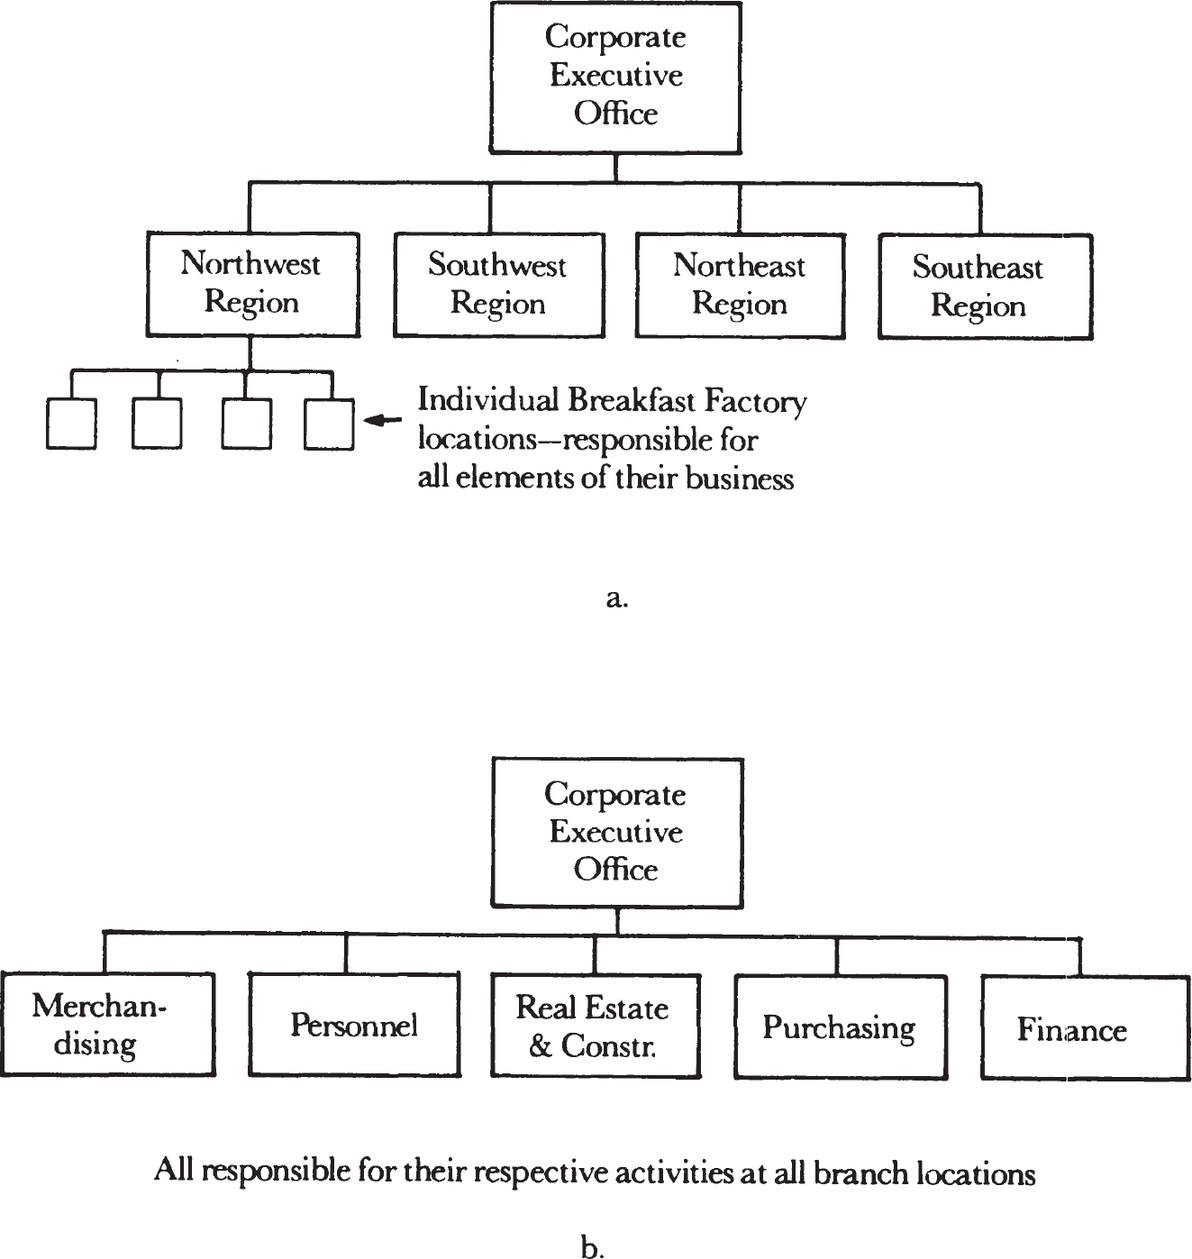 Corporate
Executive
Office
Northwest
Region
Southwest
Region
Northeast
Region
Southeast
Region
Individual Breakfast Factory
locations—responsible for
all elements of their business
a.
Corporate
Executive
Office
Merchan-
dising
Personnel
Real Estate
& Constr.
Purchasing
Finance
All responsible for their respective activities at all branch locations
b.